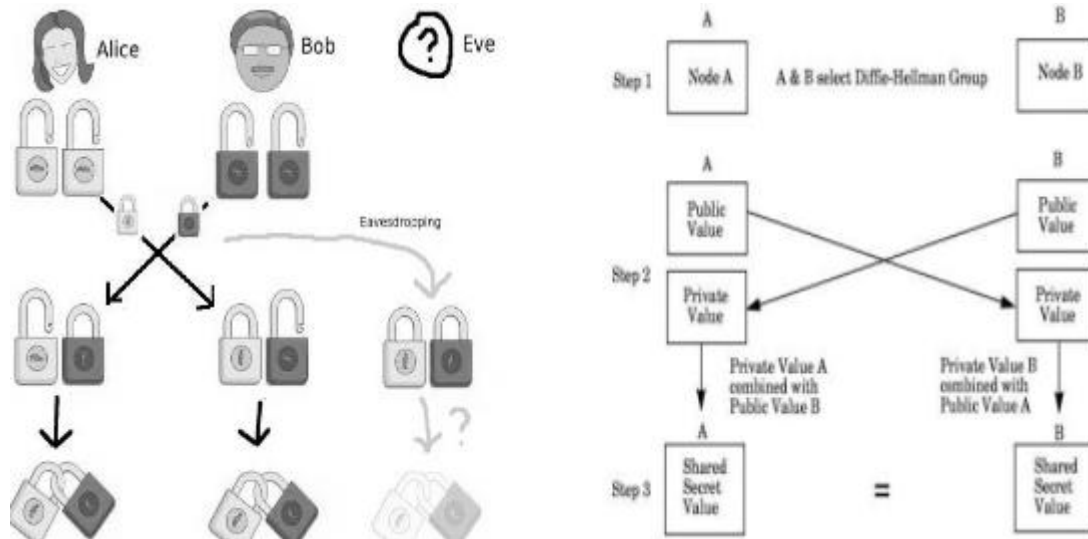 Alice
Bob
?
Eve
Eavesdropping
?
A
B
Step 1
Node A
A & B select Diffie-Hellman Group
Node B
A
B
Public
Value
Public
Value
Step 2
Private
Value
Private
Value
Private Value A
combined with
Public Value B
Private Value B
combined with
Public Value A
A
B
Step 3
Shared
Secret
Value
=
Shared
Secret
Value